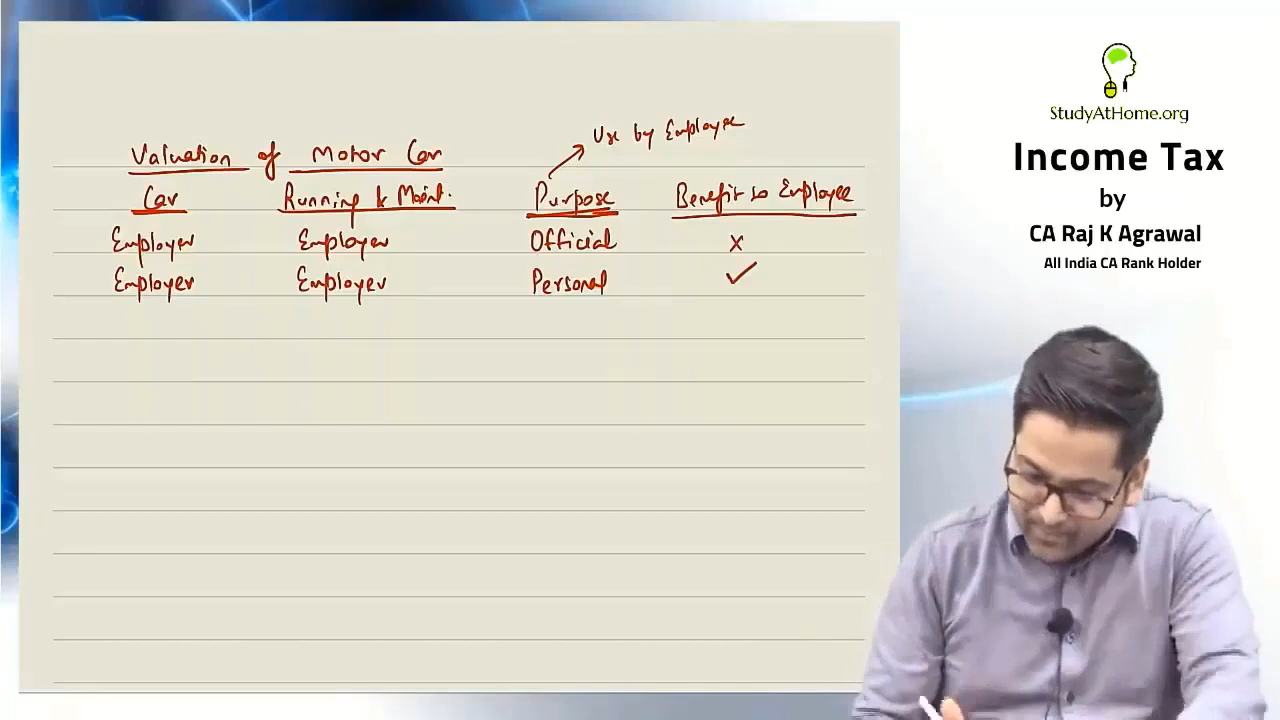 Use by Employee
Valuation of Motor Car
Car Running & Maint. Purpose Benefit to Employee
Employer Employer Official X
Employer Employer Personal ✓
StudyAtHome.org
Income Tax
by
CA Raj K Agrawal
All India CA Rank Holder